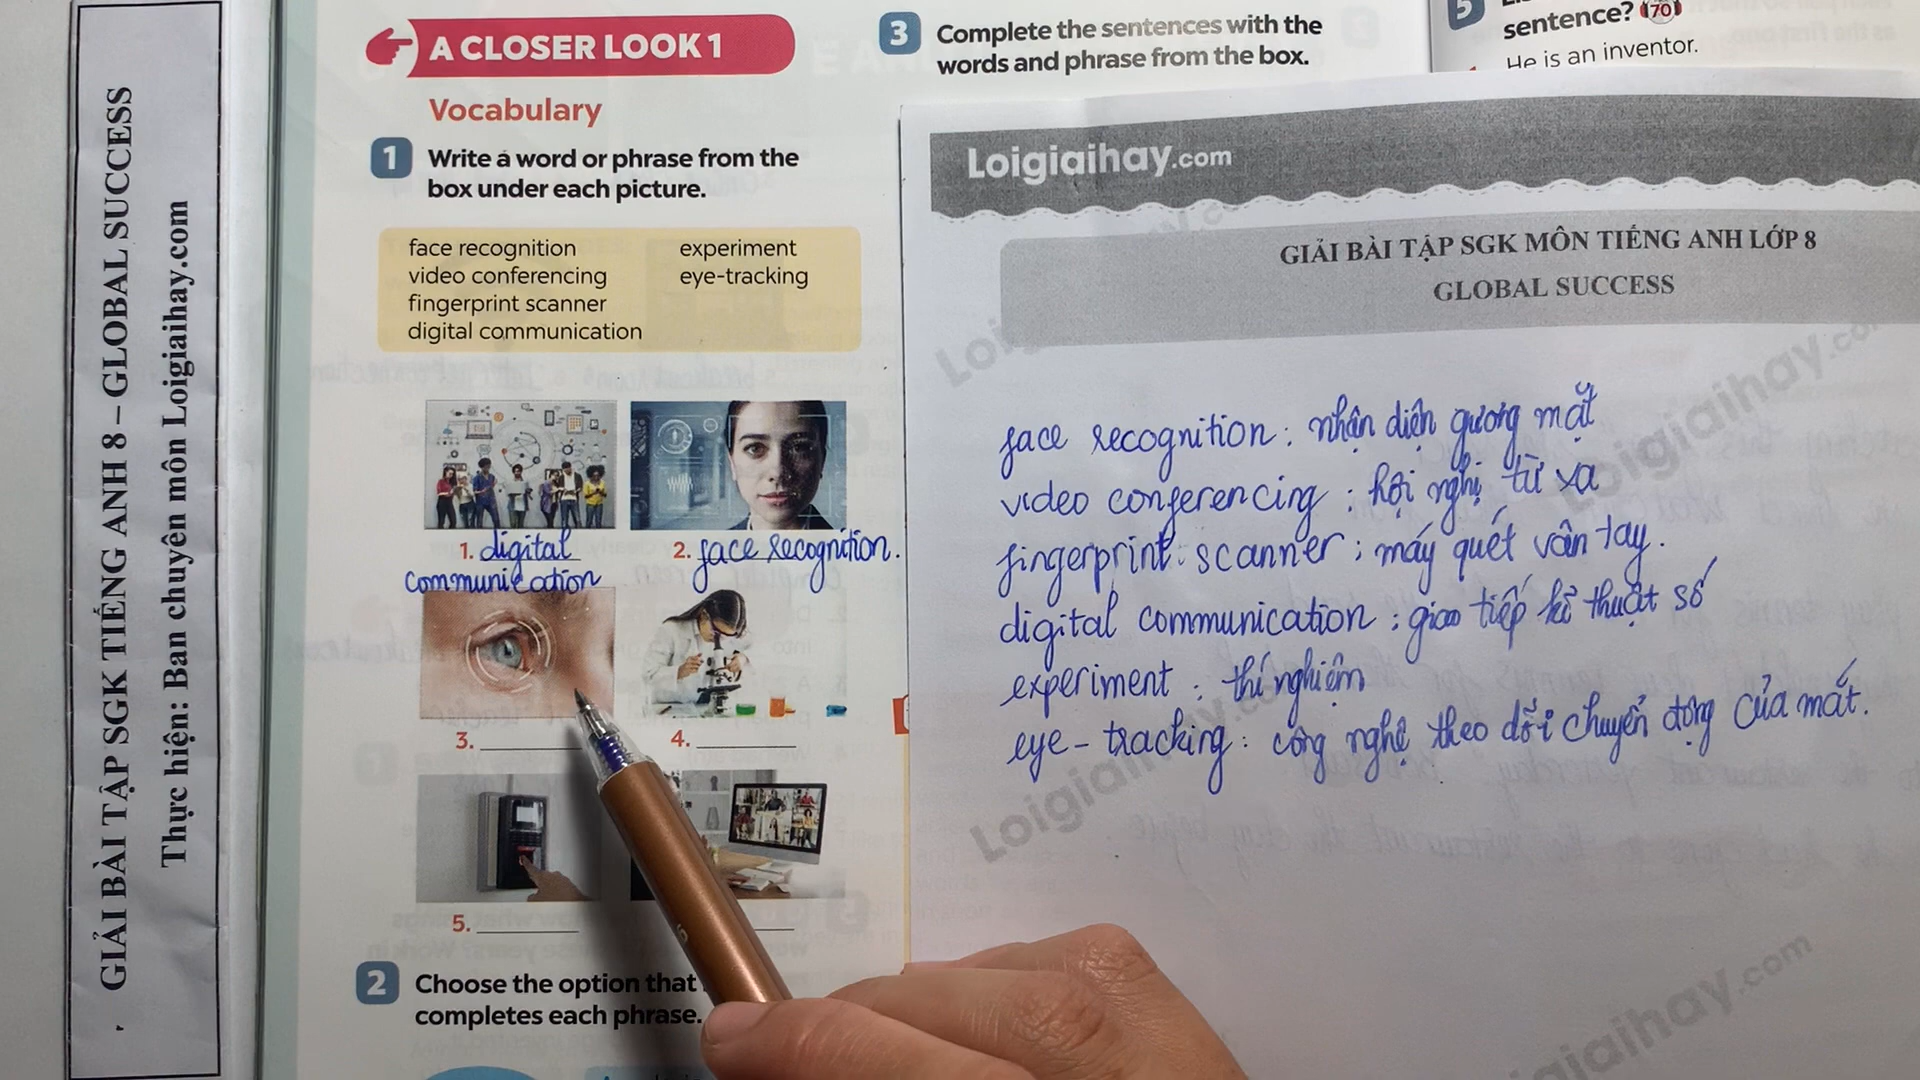 GIẢI BÀI TẬP SGK TIẾNG ANH 8 – GLOBAL SUCCESS
Thực hiện: Ban chuyên môn Loigiaihay.com
A CLOSER LOOK 1
Vocabulary
1 Write a word or phrase from the
box under each picture.
face recognition
video conferencing
fingerprint scanner
digital communication
experiment
eye-tracking
1. digital
communication
2. face recognition.
3.
4.
5.
2 Choose the option that
completes each phrase.
3 Complete the sentences with the
words and phrase from the box.
5
sentence? 70
He is an inventor.
Loigiaihay.com
GIẢI BÀI TẬP SGK MÔN TIẾNG ANH LỚP 8
GLOBAL SUCCESS
face recognition: nhận diện gương mặt
video conferencing: hội nghị từ xa
fingerprint scanner: máy quét vân tay.
digital communication: giao tiếp kĩ thuật số
experiment: thí nghiệm
eye-tracking: công nghệ theo dõi chuyển động của mắt.
Loigiaihay.com
Loigiaihay.com